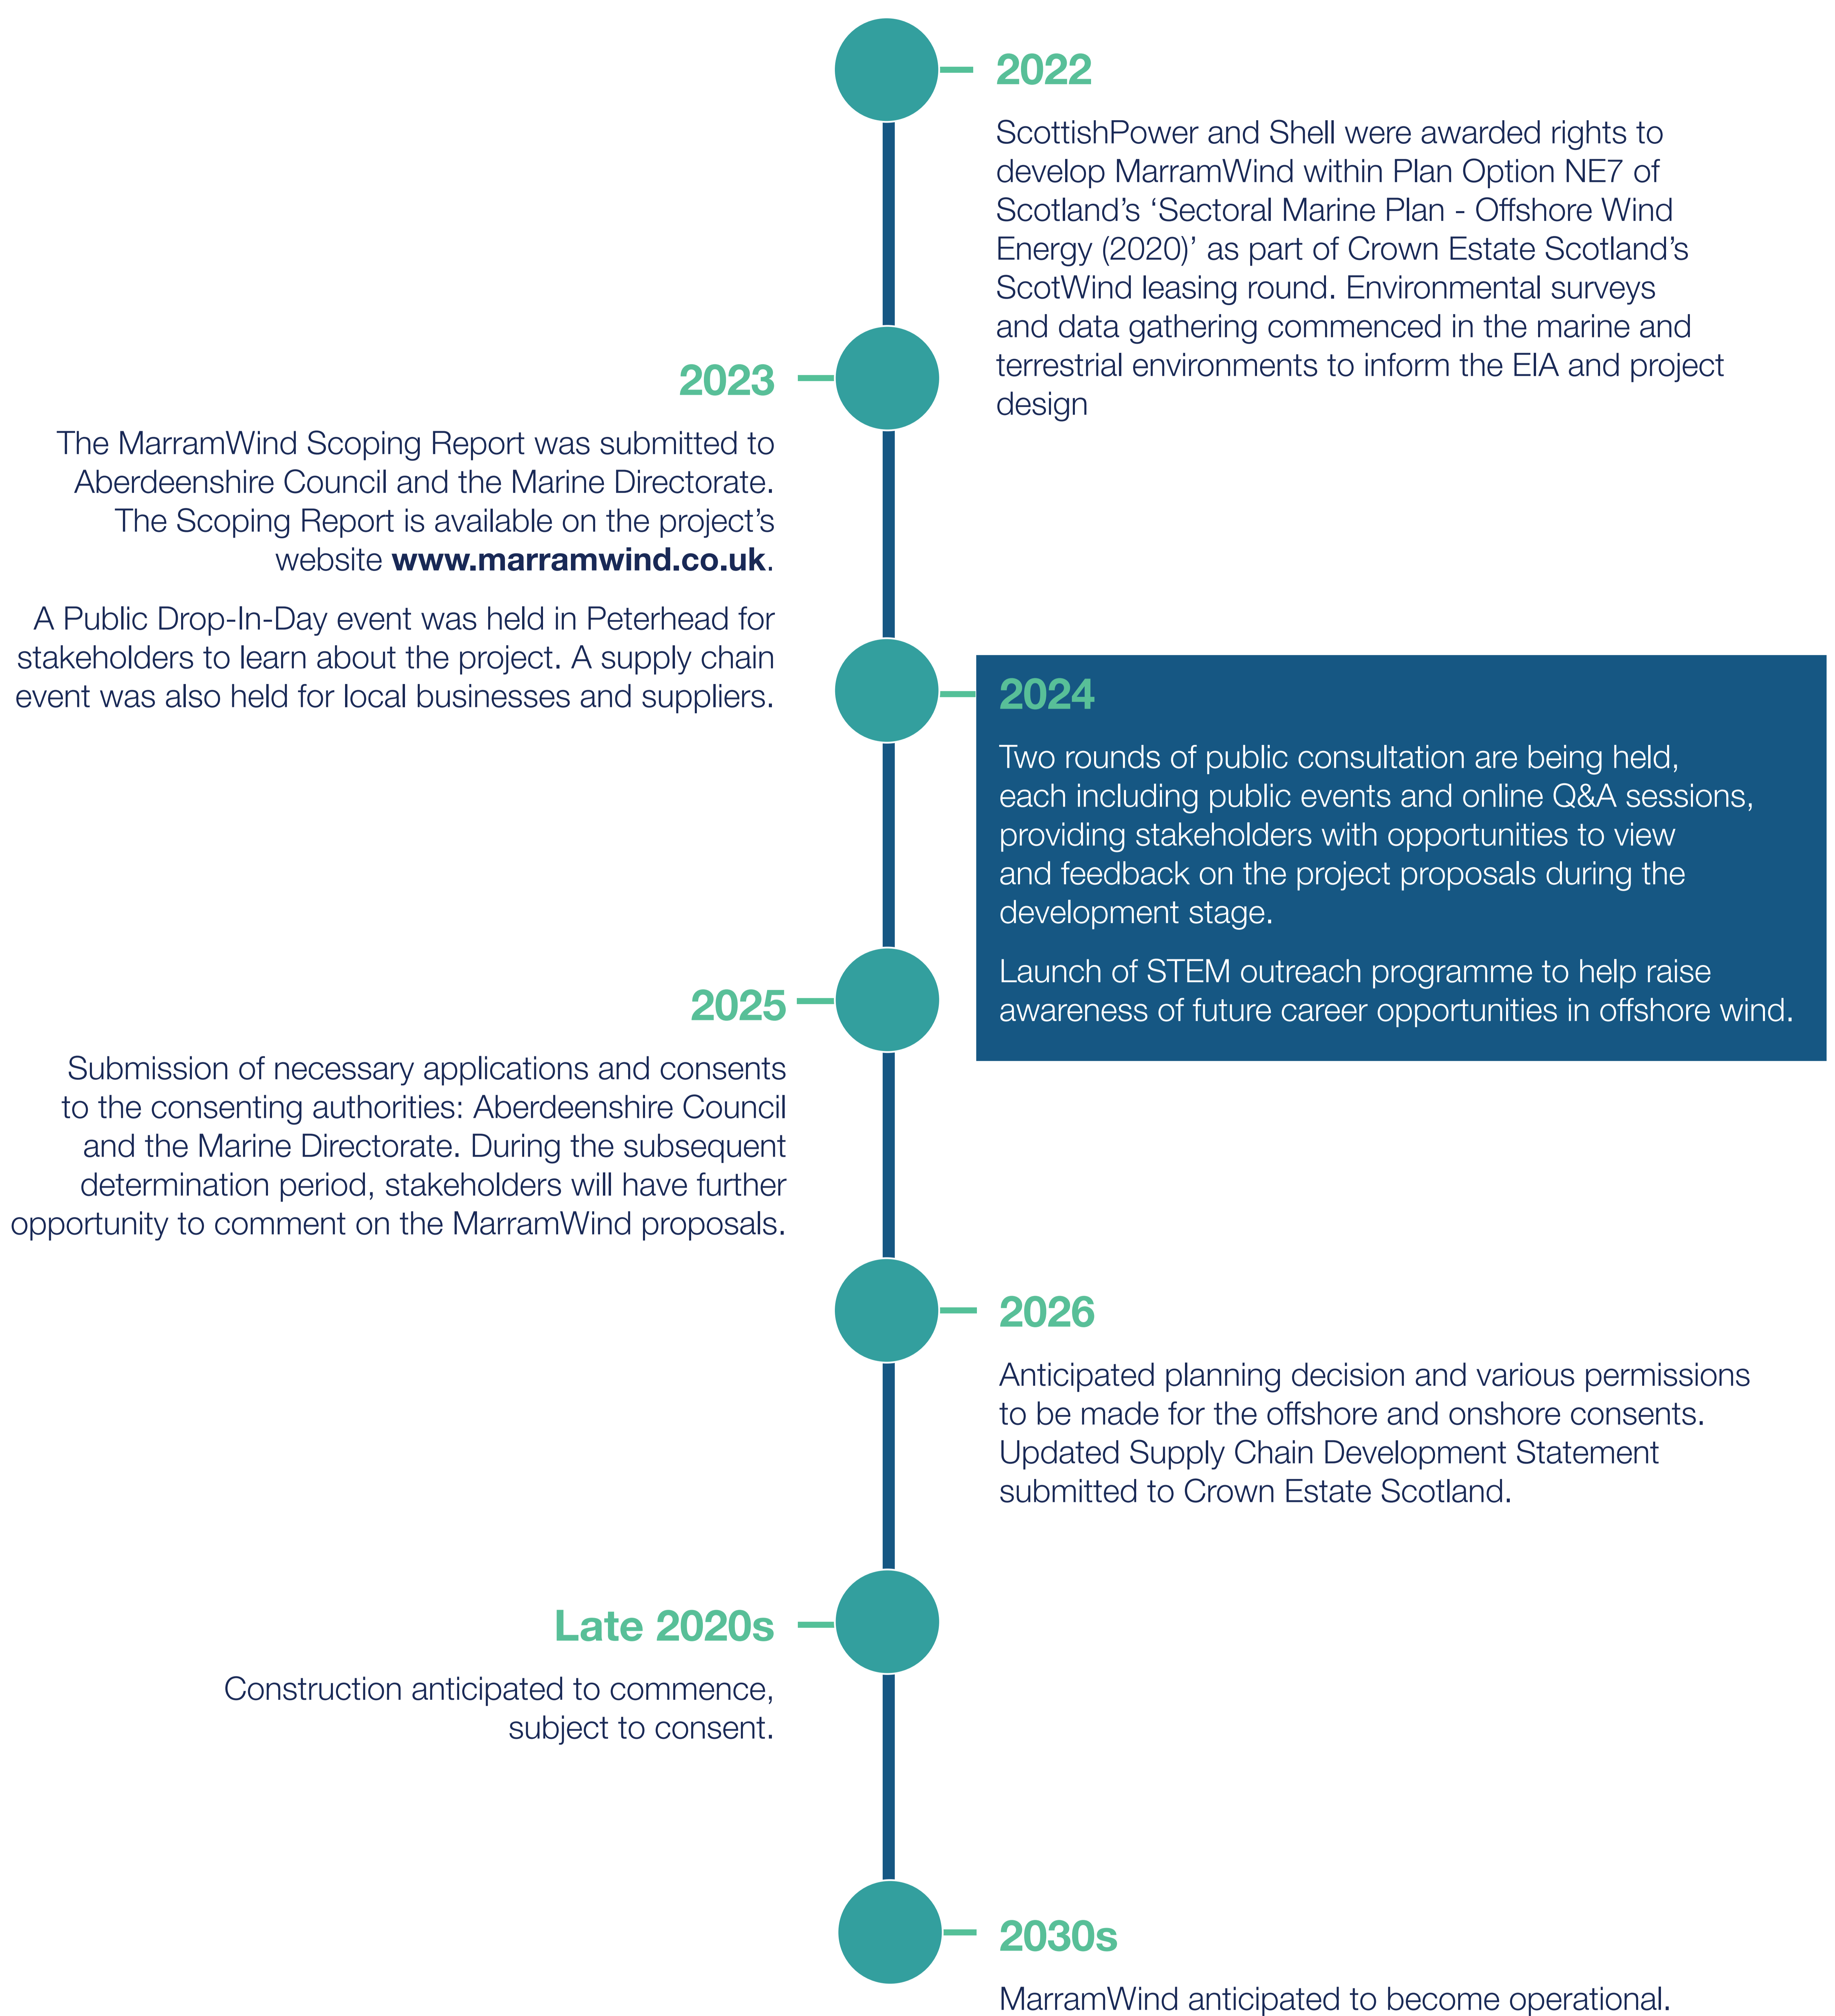 2022
ScottishPower and Shell were awarded rights to
develop MarramWind within Plan Option NE7 of
Scotland’s ‘Sectoral Marine Plan - Offshore Wind
Energy (2020)’ as part of Crown Estate Scotland’s
ScotWind leasing round. Environmental surveys
and data gathering commenced in the marine and
terrestrial environments to inform the EIA and project
design
2023
The MarramWind Scoping Report was submitted to
Aberdeenshire Council and the Marine Directorate.
The Scoping Report is available on the project’s
website www.marramwind.co.uk.
A Public Drop-In-Day event was held in Peterhead for
stakeholders to learn about the project. A supply chain
event was also held for local businesses and suppliers.
2024
Two rounds of public consultation are being held,
each including public events and online Q&A sessions,
providing stakeholders with opportunities to view
and feedback on the project proposals during the
development stage.
Launch of STEM outreach programme to help raise
awareness of future career opportunities in offshore wind.
2025
Submission of necessary applications and consents
to the consenting authorities: Aberdeenshire Council
and the Marine Directorate. During the subsequent
determination period, stakeholders will have further
opportunity to comment on the MarramWind proposals.
2026
Anticipated planning decision and various permissions
to be made for the offshore and onshore consents.
Updated Supply Chain Development Statement
submitted to Crown Estate Scotland.
Late 2020s
Construction anticipated to commence,
subject to consent.
2030s
MarramWind anticipated to become operational.